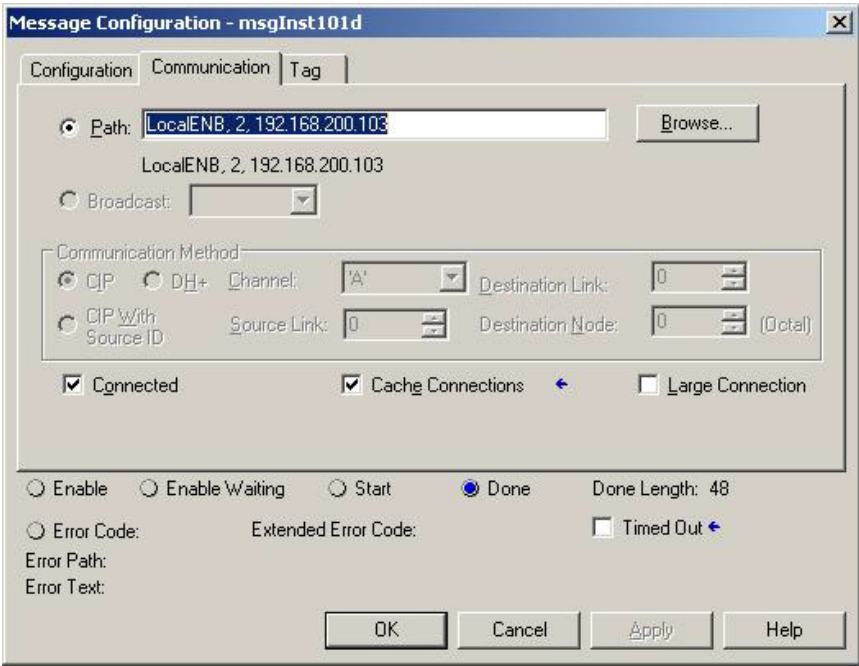 Message Configuration - msgInst101d
Configuration Communication Tag
Path: LocalENB, 2, 192.168.200.103 Browse...
LocalENB, 2, 192.168.200.103
Broadcast:
Communication Method
CIP DH+ Channel: 'A' Destination Link: 0
CIP With Source ID Source Link: 0 Destination Node: 0 (Octal)
Connected Cache Connections Large Connection
Enable Enable Waiting Start Done Done Length: 48
Error Code: Extended Error Code: Timed Out
Error Path:
Error Text:
OK Cancel Apply Help